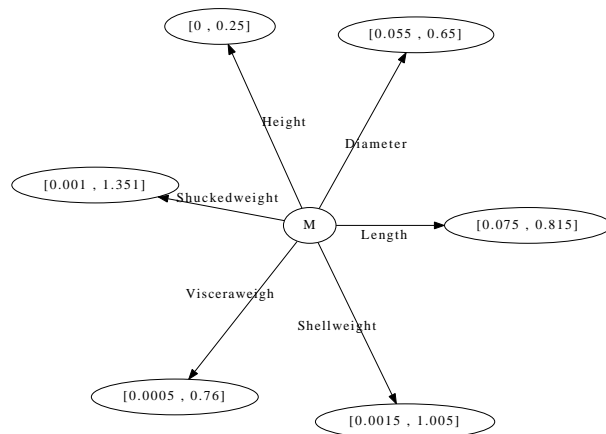 [0 , 0.25]
[0.055 , 0.65]
Height
Diameter
[0.001 , 1.351]
Shuckedweight
M
Length
[0.075 , 0.815]
Visceraweigh
Shellweight
[0.0005 , 0.76]
[0.0015 , 1.005]